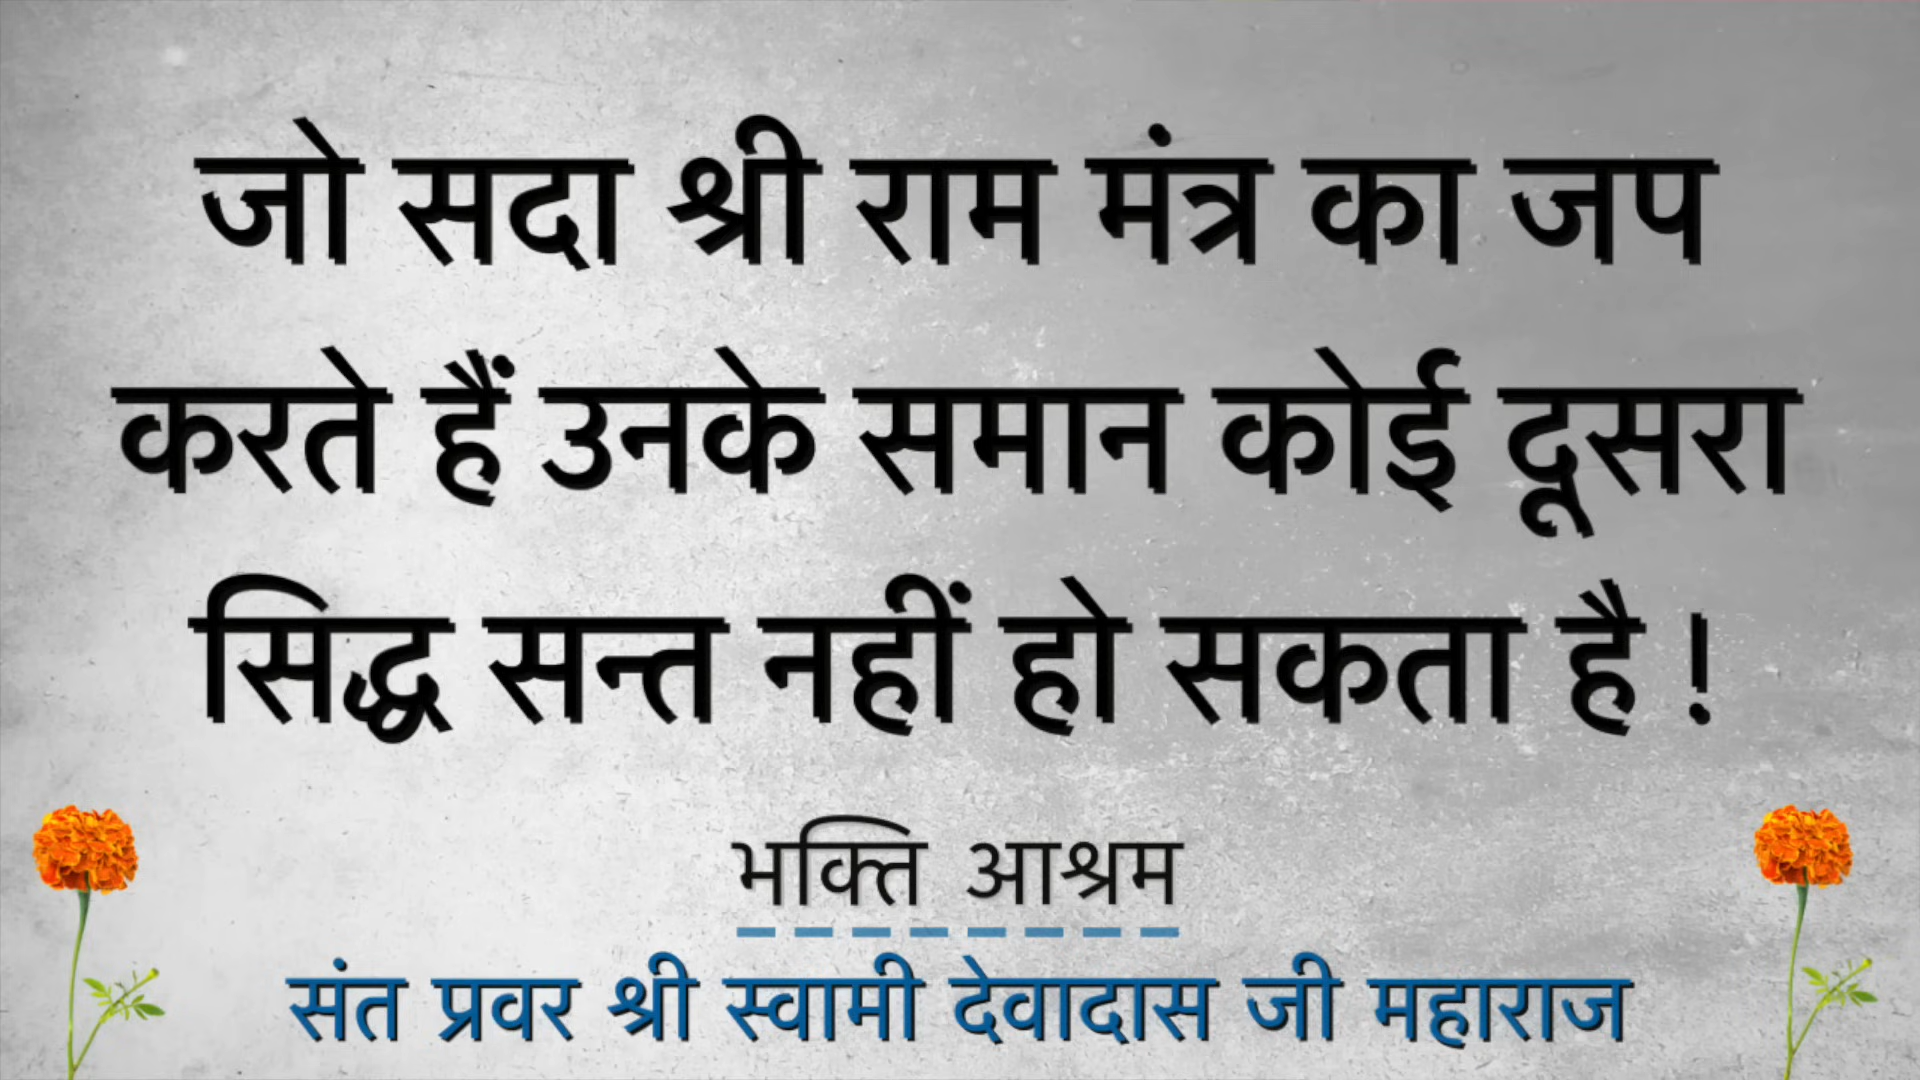 जो सदा श्री राम मंत्र का जप
करते हैं उनके समान कोई दूसरा
सिद्ध सन्त नहीं हो सकता है !
भक्ति आश्रम
संत प्रवर श्री स्वामी देवादास जी महाराज